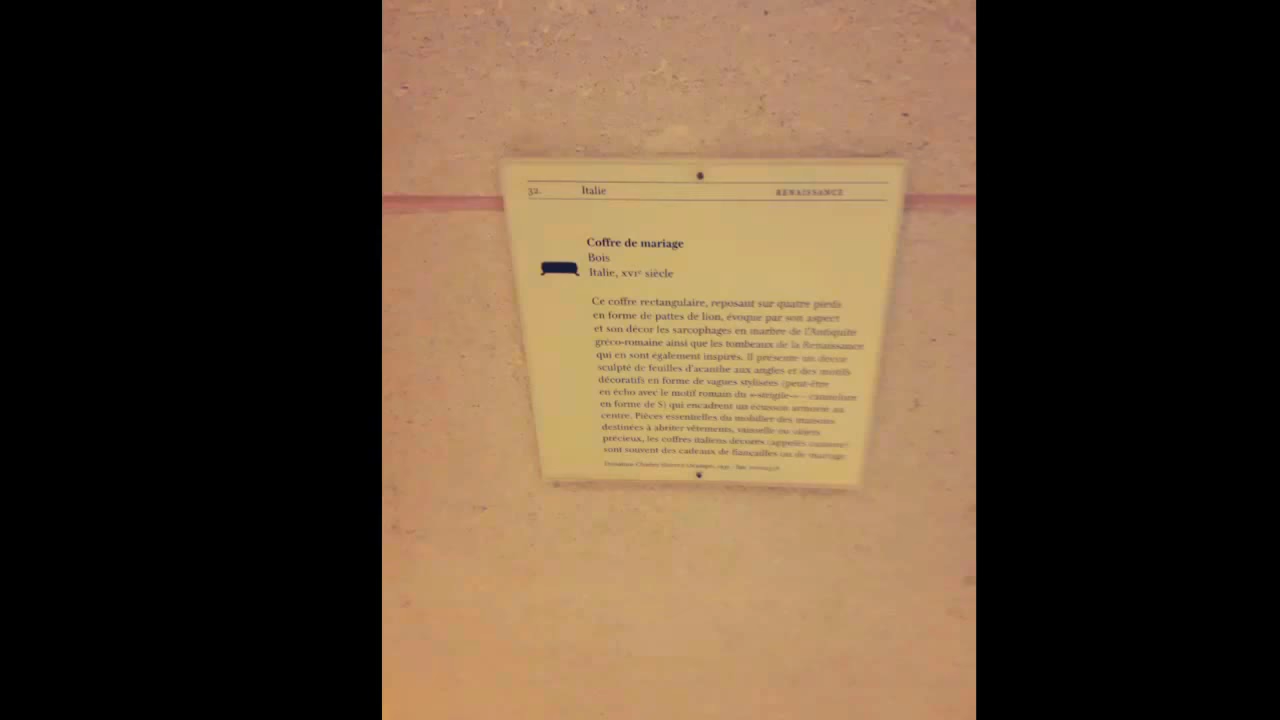 32. Italie RENAISSANCE
Coffre de mariage
Bois
Italie, XVIe siècle
Ce coffre rectangulaire, reposant sur quatre pieds
en forme de pattes de lion, évoque par son aspect
et son décor les sarcophages en marbre de l'Antiquité
gréco-romaine ainsi que les tombeaux de la Renaissance
qui en sont également inspirés. Il présente un décor
sculpté de feuilles d'acanthe aux angles et des motifs
décoratifs en forme de vagues stylisées (peut-être
en écho avec le motif romain du «strigile» - cannelure
en forme de S) qui encadrent un écusson armorié au
centre. Pièces essentielles du mobilier des maisons
destinées à abriter vêtements, vaisselle ou objets
précieux, les coffres italiens décorés (appelés cassone)
sont souvent des cadeaux de fiançailles ou de mariage.